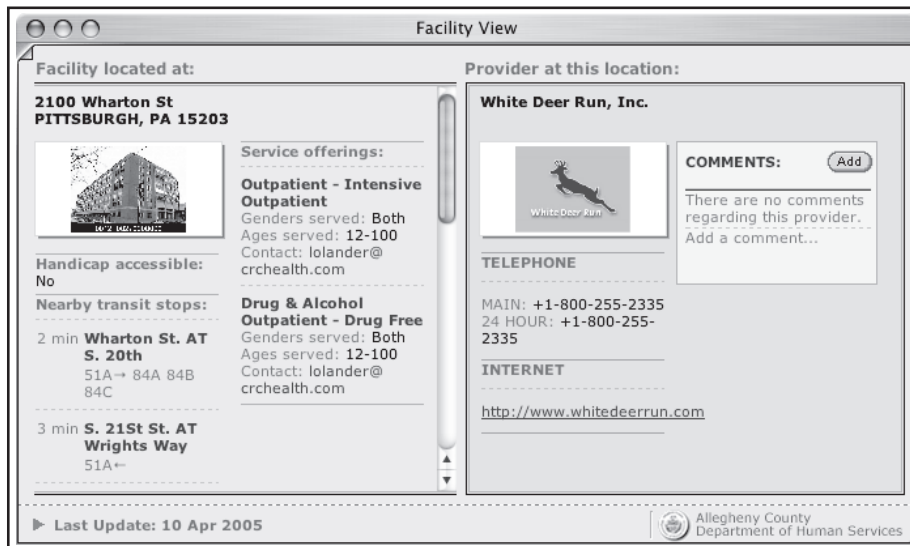 Facility View
Facility located at:
2100 Wharton St
PITTSBURGH, PA 15203
Handicap accessible:
No
Nearby transit stops:
2 min Wharton St. AT
S. 20th
51A→ 84A 84B
84C
3 min S. 21St St. AT
Wrights Way
51A←
Service offerings:
Outpatient - Intensive
Outpatient
Genders served: Both
Ages served: 12-100
Contact: lolander@
crchealth.com
Drug & Alcohol
Outpatient - Drug Free
Genders served: Both
Ages served: 12-100
Contact: lolander@
crchealth.com
Provider at this location:
White Deer Run, Inc.
White Deer Run
TELEPHONE
MAIN: +1-800-255-2335
24 HOUR: +1-800-255-
2335
INTERNET
http://www.whitedeerrun.com
COMMENTS: Add
There are no comments
regarding this provider.
Add a comment...
Last Update: 10 Apr 2005
Allegheny County
Department of Human Services